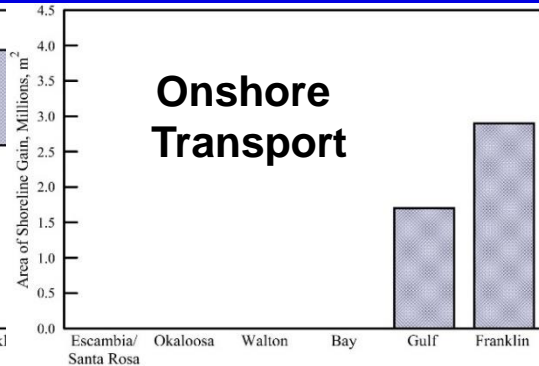 Onshore
Transport
Area of Shoreline Gain, Millions, m²
4.5
4.0
3.5
3.0
2.5
2.0
1.5
1.0
0.5
0.0
Escambia/ Okaloosa Walton Bay Gulf Franklin
Santa Rosa